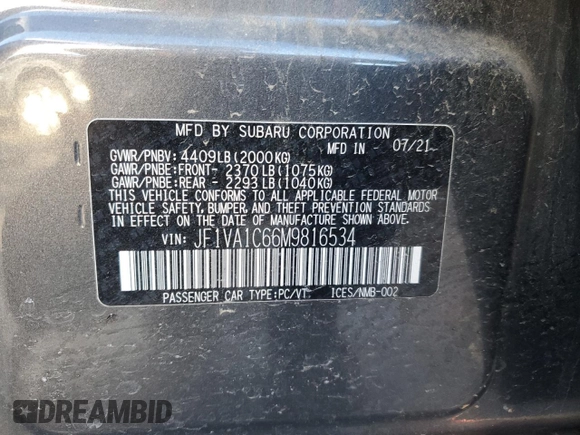 MFD BY SUBARU CORPORATION
MFD IN 07/21
GVWR/PNBV: 4409LB(2000KG)
GAWR/PNBE:FRONT- 2370LB(1075KG)
GAWR/PNBE:REAR - 2293LB(1040KG)
THIS VEHICLE CONFORMS TO ALL APPLICABLE FEDERAL MOTOR
VEHICLE SAFETY, BUMPER, AND THEFT PREVENTION STANDARDS
IN EFFECT ON THE DATE OF MANUFACTURE SHOWN ABOVE.
VIN: JF1VA1C66M9816534
PASSENGER CAR TYPE:PC/VT. ICES/NMB-002
DREAMBID